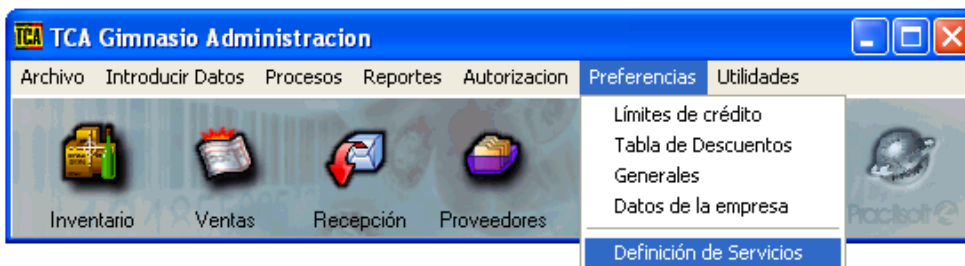 TCA TCA Gimnasio Administracion
Archivo Introducir Datos Procesos Reportes Autorizacion Preferencias Utilidades
Límites de crédito
Tabla de Descuentos
Generales
Datos de la empresa
Definición de Servicios
Inventario Ventas Recepción Proveedores
Practisoft